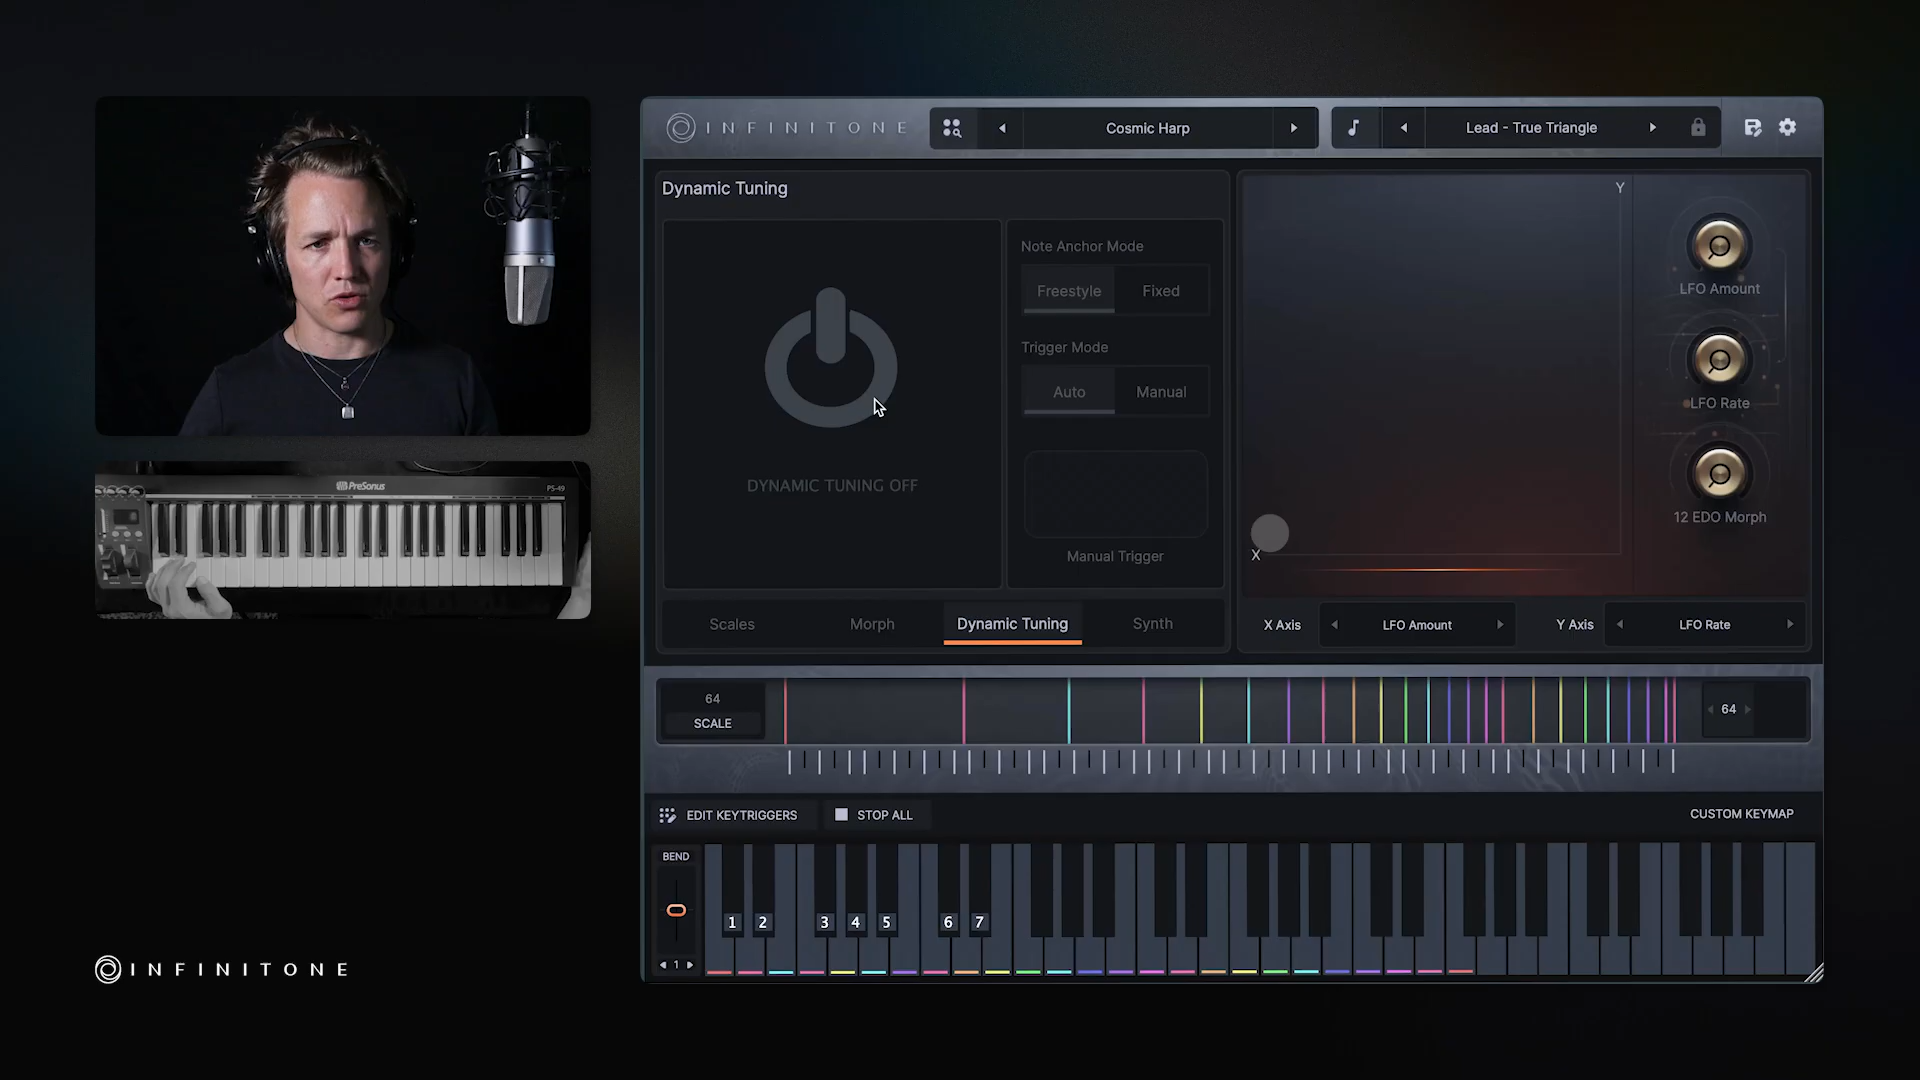 INFINITONE
Cosmic Harp
Lead - True Triangle
Dynamic Tuning
Y
Note Anchor Mode
Freestyle
Fixed
LFO Amount
Trigger Mode
Auto
Manual
LFO Rate
DYNAMIC TUNING OFF
12 EDO Morph
Manual Trigger
X
Scales
Morph
Dynamic Tuning
Synth
X Axis
LFO Amount
Y Axis
LFO Rate
PreSonus
PS-49
64
SCALE
64
EDIT KEYTRIGGERS
STOP ALL
CUSTOM KEYMAP
BEND
1
2
3
4
5
6
7
1
INFINITONE